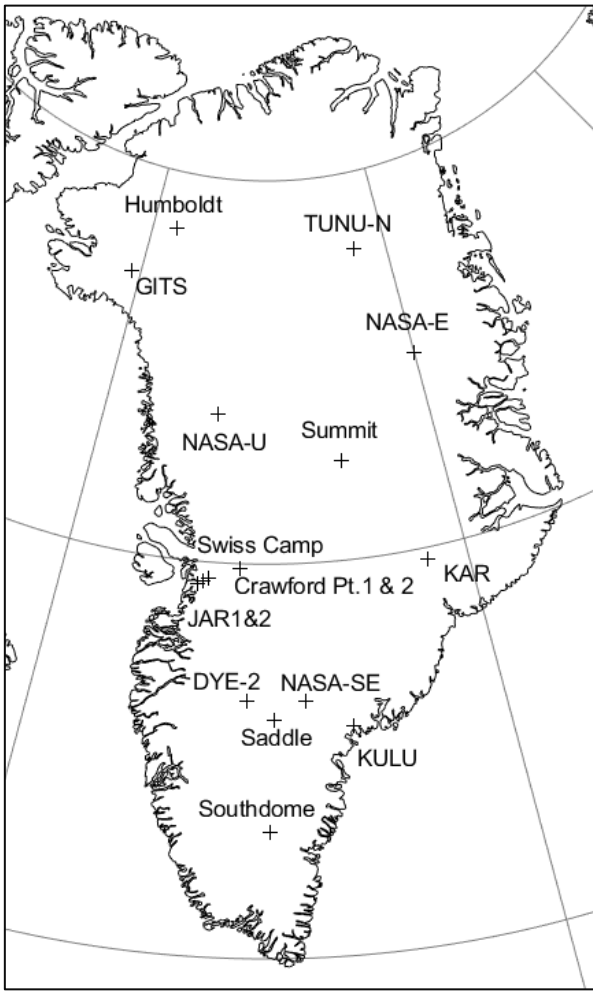 Humboldt
TUNU-N
GITS
NASA-E
NASA-U
Summit
Swiss Camp
Crawford Pt.1 & 2
KAR
JAR1&2
DYE-2
NASA-SE
Saddle
KULU
Southdome